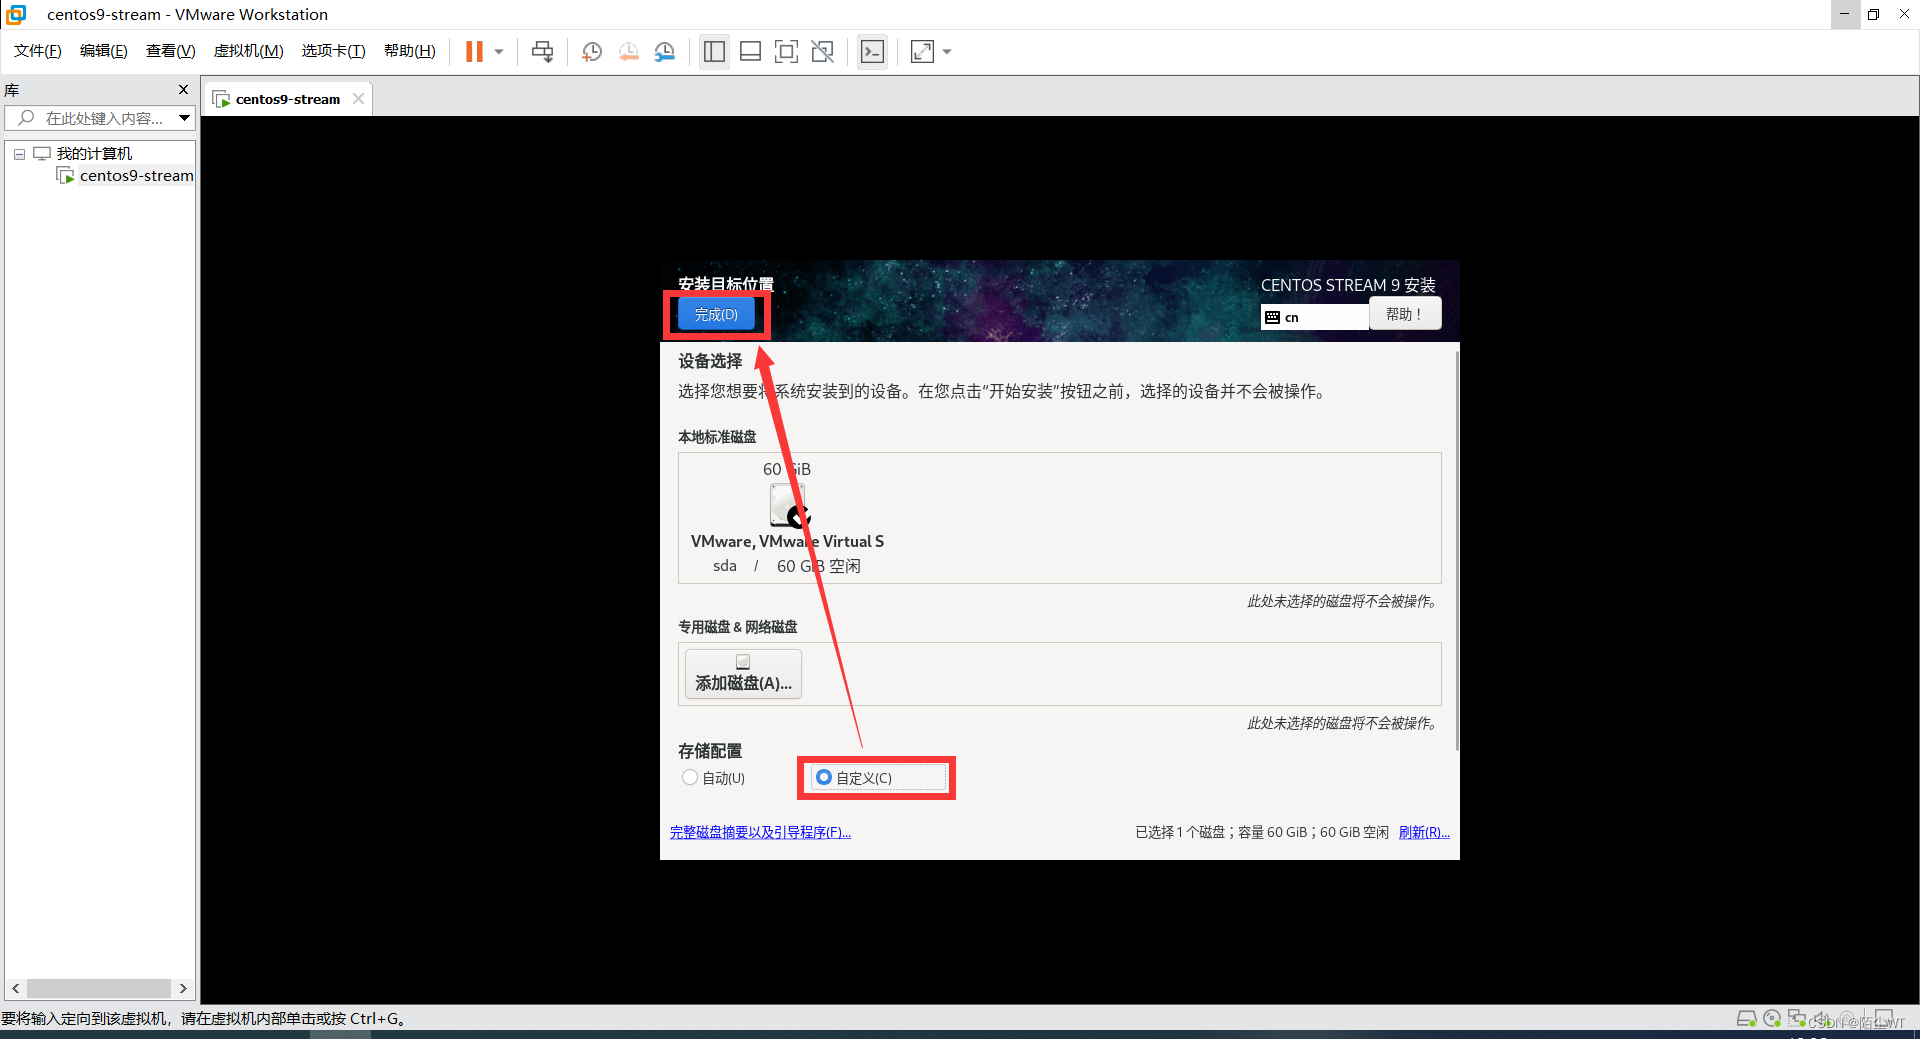 centos9-stream - VMware Workstation
文件(F) 编辑(E) 查看(V) 虚拟机(M) 选项卡(T) 帮助(H)
库
在此处键入内容...
我的计算机
centos9-stream
centos9-stream
安装目标位置
完成(D)
CENTOS STREAM 9 安装
cn
帮助！
设备选择
选择您想要将系统安装到的设备。在您点击“开始安装”按钮之前，选择的设备并不会被操作。
本地标准磁盘
60 GiB
VMware, VMware Virtual S
sda / 60 GiB 空闲
此处未选择的磁盘将不会被操作。
专用磁盘 & 网络磁盘
添加磁盘(A)...
此处未选择的磁盘将不会被操作。
存储配置
自动(U) 自定义(C)
完整磁盘摘要以及引导程序(F)...
已选择 1 个磁盘；容量 60 GiB；60 GiB 空闲 刷新(R)...
要将输入定向到该虚拟机，请在虚拟机内部单击或按 Ctrl+G。
CSDN @陌尘WT